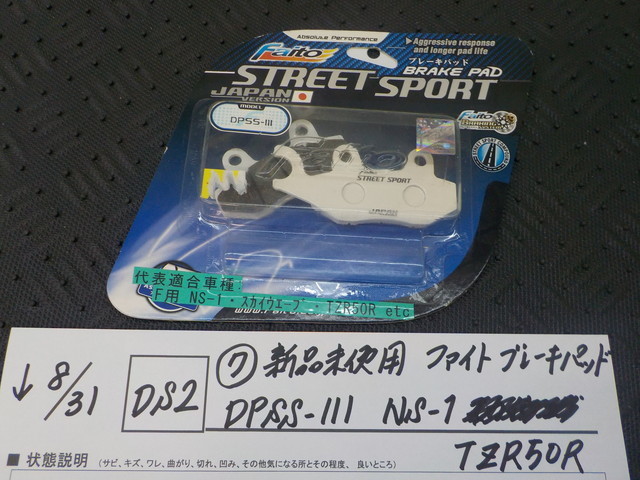 Absolute Performance
Faito
Aggressive response
and longer pad life
ブレーキパッド
BRAKE PAD
STREET SPORT
JAPAN
VERSION
MODEL
DPSS-III
Faito
Faito
STREET SPORT
JAPAN
代表適合車種:
F用 NS-1・スカイウエーブ・TZR50R etc
↓ 8/31
DS2
⑦ 新品未使用 ファイト ブレーキパッド
DPSS-111 NS-1
TZR50R
■ 状態説明 (サビ、キズ、ワレ、曲がり、切れ、凹み、その他気になる所とその程度、良いところ)